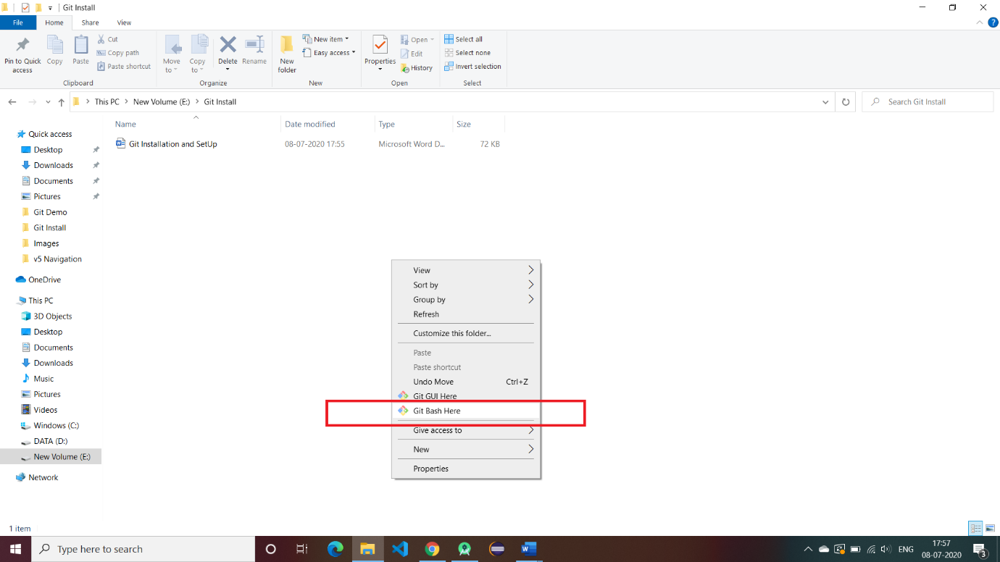 Git Install
File Home Share View
Pin to Quick access
Copy
Paste
Cut
Copy path
Paste shortcut
Clipboard
Move to
Copy to
Delete
Rename
Organize
New folder
New item
Easy access
New
Properties
Open
Edit
History
Open
Select all
Select none
Invert selection
Select
This PC > New Volume (E:) > Git Install
Search Git Install
Name Date modified Type Size
Git Installation and SetUp 08-07-2020 17:55 Microsoft Word D... 72 KB
Quick access
Desktop
Downloads
Documents
Pictures
Git Demo
Git Install
Images
v5 Navigation
OneDrive
This PC
3D Objects
Desktop
Documents
Downloads
Music
Pictures
Videos
Windows (C:)
DATA (D:)
New Volume (E:)
Network
View
Sort by
Group by
Refresh
Customize this folder...
Paste
Paste shortcut
Undo Move Ctrl+Z
Git GUI Here
Git Bash Here
Give access to
New
Properties
1 item
Type here to search
ENG
17:57
08-07-2020
3